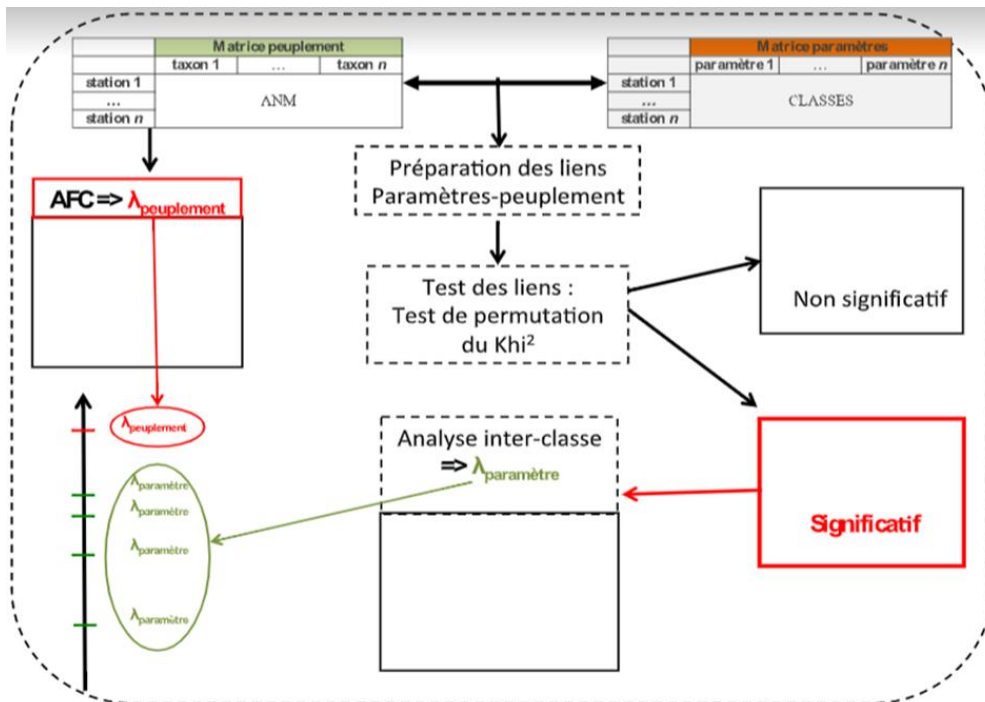 Matrice peuplement
taxon 1 ... taxon n
station 1
...
station n
ANM
Matrice paramètres
paramètre 1 ... paramètre n
station 1
...
station n
CLASSES
Préparation des liens
Paramètres-peuplement
AFC => λpeuplement
Test des liens :
Test de permutation
du Khi²
Non significatif
λpeuplement
Analyse inter-classe
=> λparamètre
λparamètre
λparamètre
λparamètre
λparamètre
Significatif